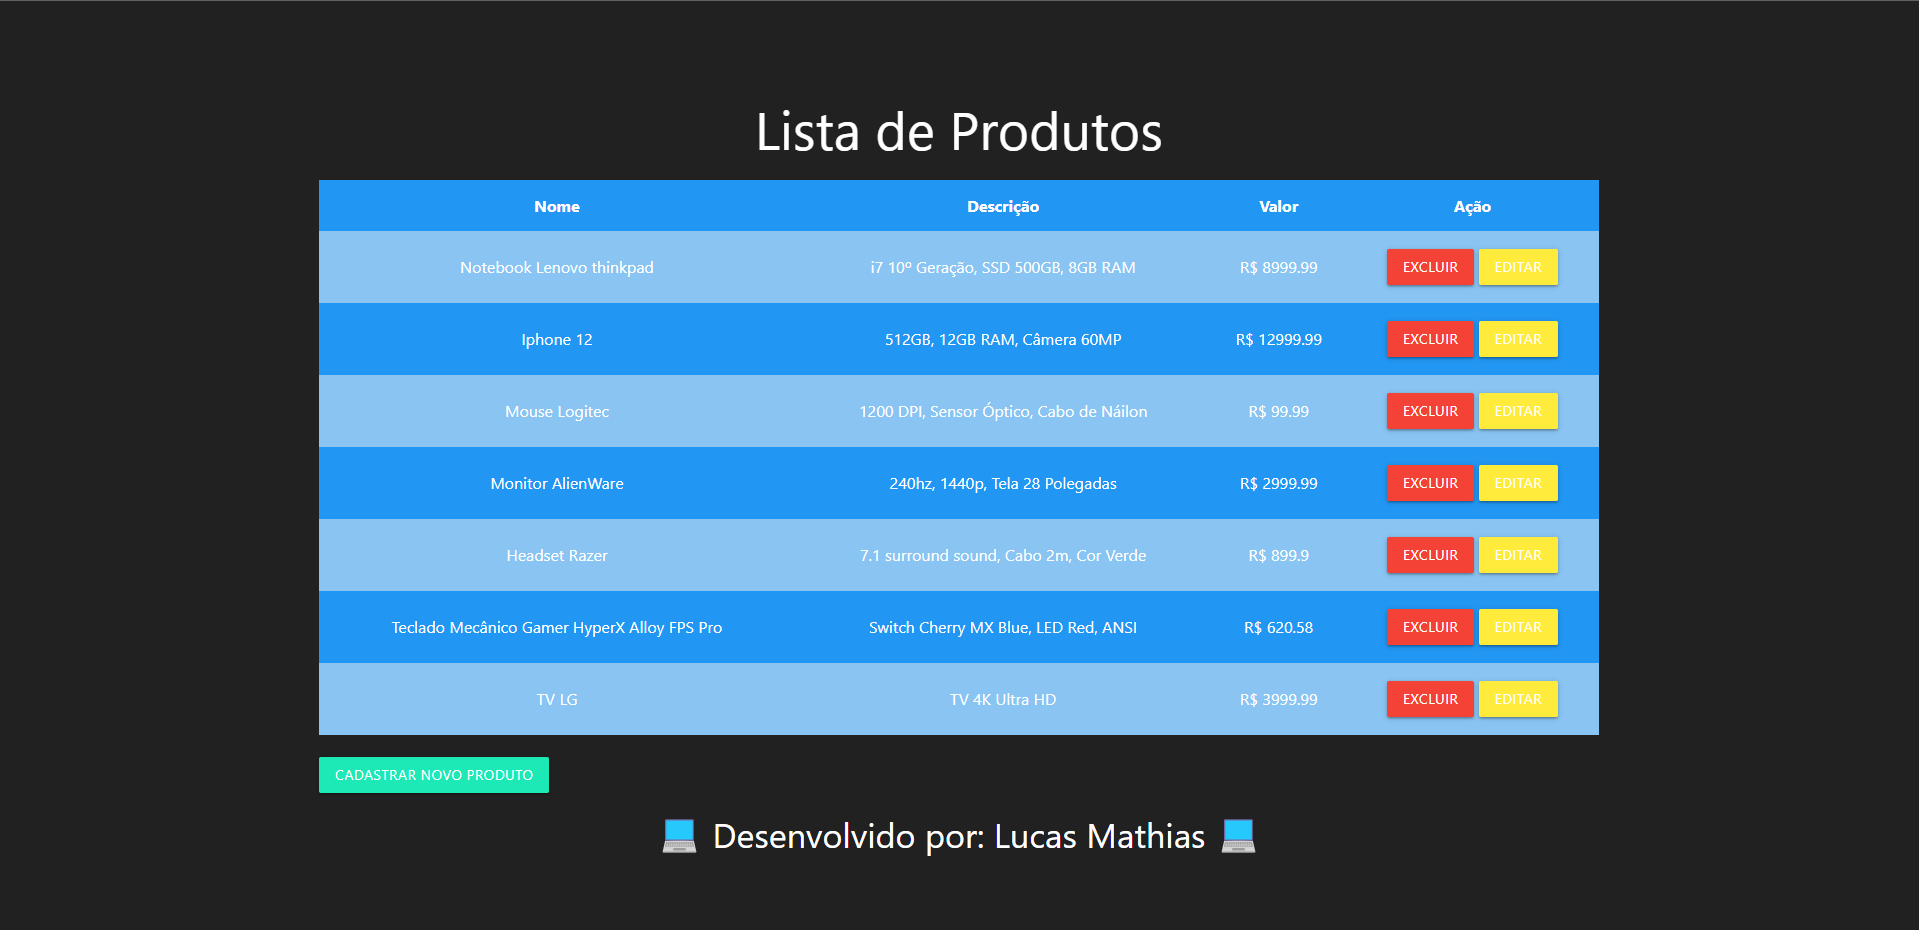 Lista de Produtos
Nome Descrição Valor Ação
Notebook Lenovo thinkpad i7 10º Geração, SSD 500GB, 8GB RAM R$ 8999.99 EXCLUIR EDITAR
Iphone 12 512GB, 12GB RAM, Câmera 60MP R$ 12999.99 EXCLUIR EDITAR
Mouse Logitec 1200 DPI, Sensor Óptico, Cabo de Náilon R$ 99.99 EXCLUIR EDITAR
Monitor AlienWare 240hz, 1440p, Tela 28 Polegadas R$ 2999.99 EXCLUIR EDITAR
Headset Razer 7.1 surround sound, Cabo 2m, Cor Verde R$ 899.9 EXCLUIR EDITAR
Teclado Mecânico Gamer HyperX Alloy FPS Pro Switch Cherry MX Blue, LED Red, ANSI R$ 620.58 EXCLUIR EDITAR
TV LG TV 4K Ultra HD R$ 3999.99 EXCLUIR EDITAR
CADASTRAR NOVO PRODUTO
Desenvolvido por: Lucas Mathias